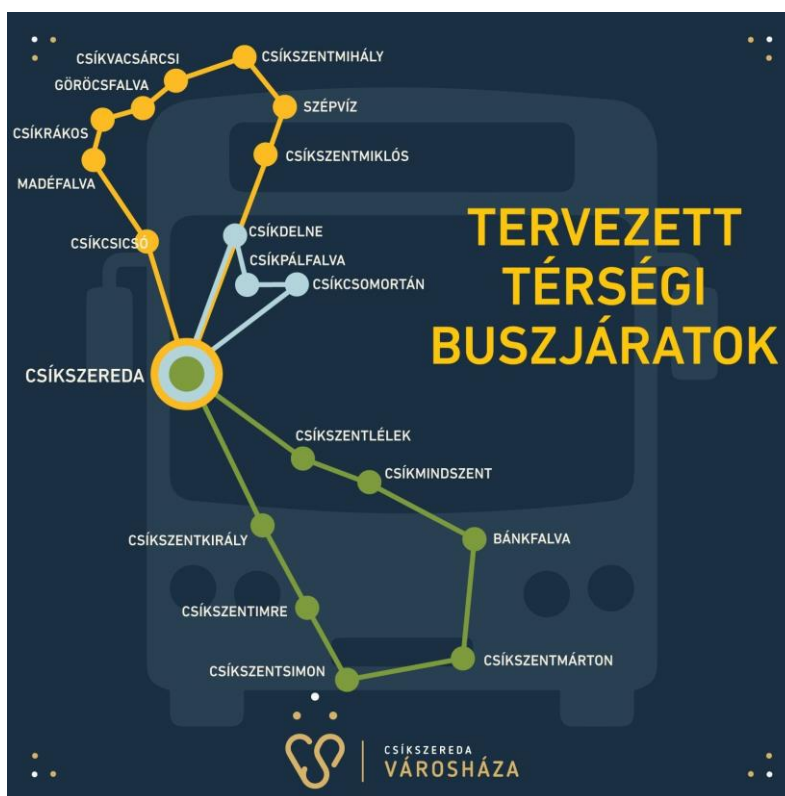 CSÍKVACSÁRCSI
CSÍKSZENTMIHÁLY
GÖRÖCSFALVA
SZÉPVÍZ
CSÍKRÁKOS
CSÍKSZENTMIKLÓS
MADÉFALVA
CSÍKCSICSÓ
CSÍKDELNE
CSÍKPÁLFALVA
CSÍKCSOMORTÁN
TERVEZETT
TÉRSÉGI
BUSZJÁRATOK
CSÍKSZEREDA
CSÍKSZENTLÉLEK
CSÍKMINDSZENT
CSÍKSZENTKIRÁLY
BÁNKFALVA
CSÍKSZENTIMRE
CSÍKSZENTSIMON
CSÍKSZENTMÁRTON
CSÍKSZEREDA
VÁROSHÁZA